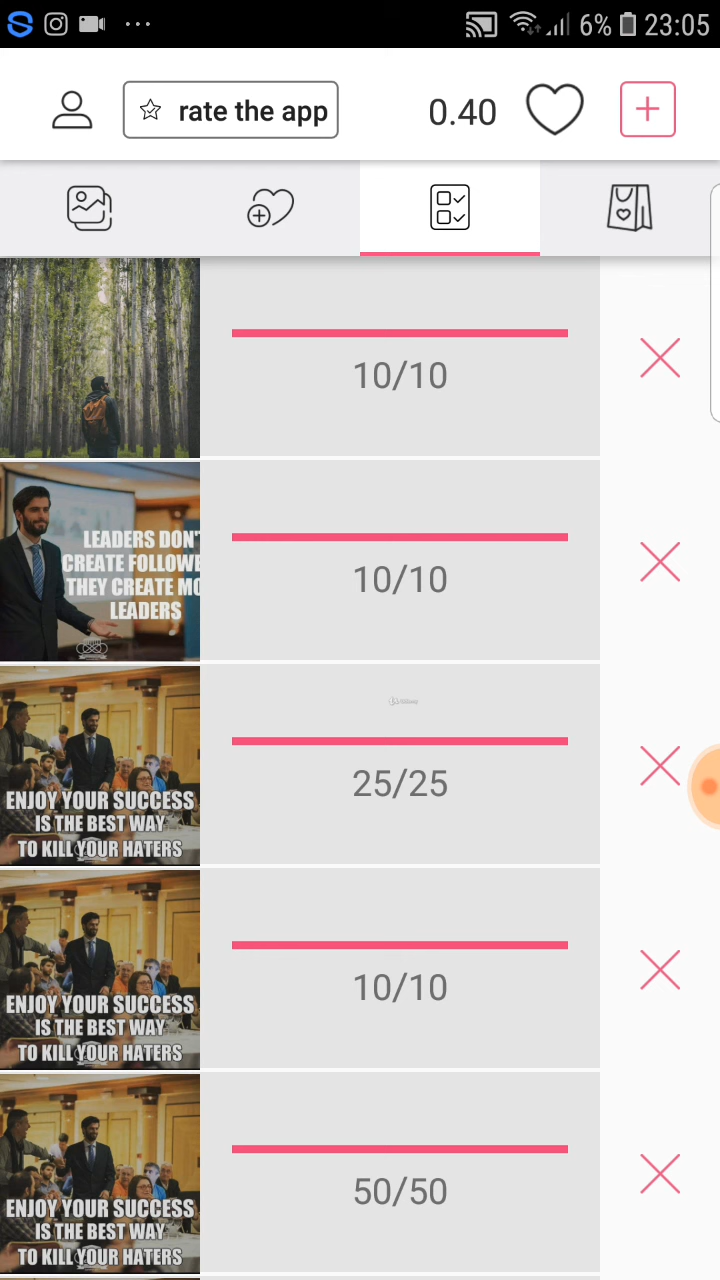 6% 23:05
rate the app
0.40
10/10
LEADERS DON'
CREATE FOLLOWE
THEY CREATE MO
LEADERS
10/10
ENJOY YOUR SUCCESS
IS THE BEST WAY
TO KILL YOUR HATERS
25/25
ENJOY YOUR SUCCESS
IS THE BEST WAY
TO KILL YOUR HATERS
10/10
ENJOY YOUR SUCCESS
IS THE BEST WAY
TO KILL YOUR HATERS
50/50